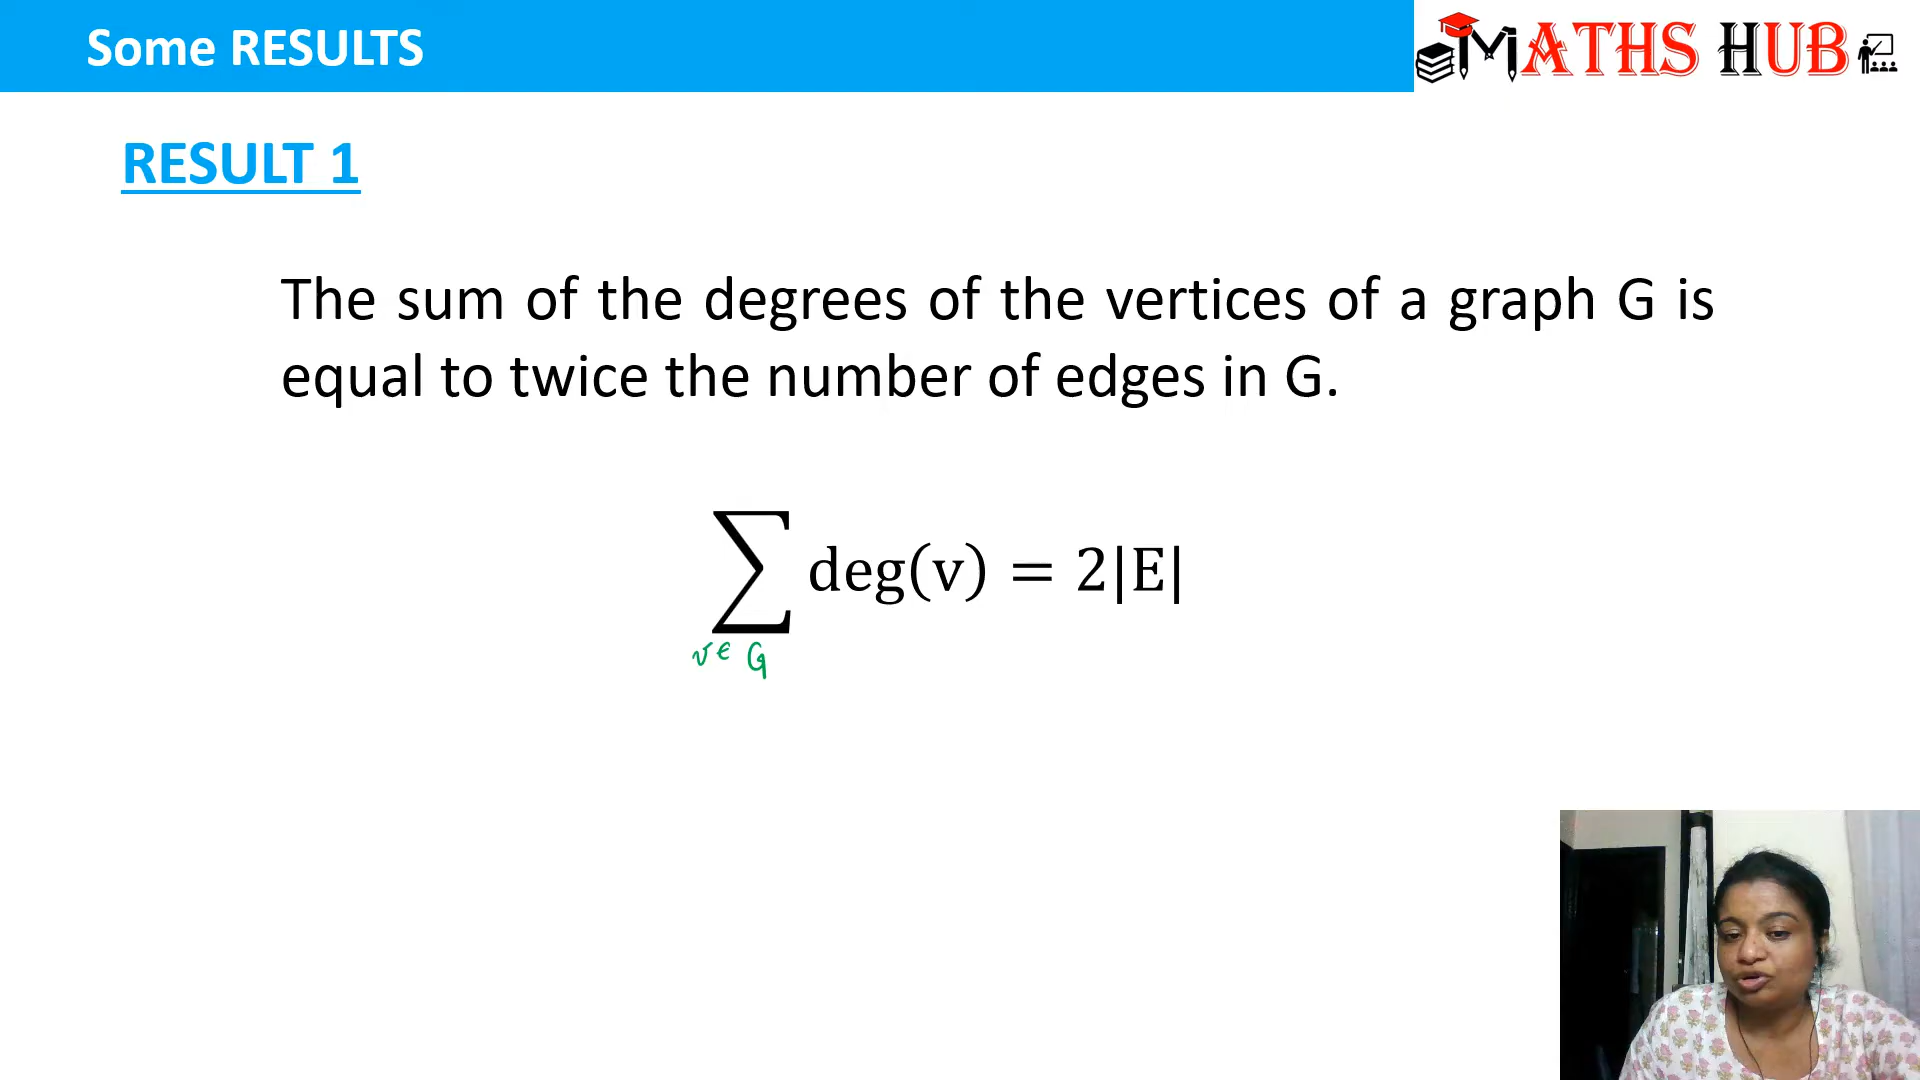 Some RESULTS
MATHS HUB
RESULT 1
The sum of the degrees of the vertices of a graph G is
equal to twice the number of edges in G.
∑ deg(v) = 2|E|
v ∈ G